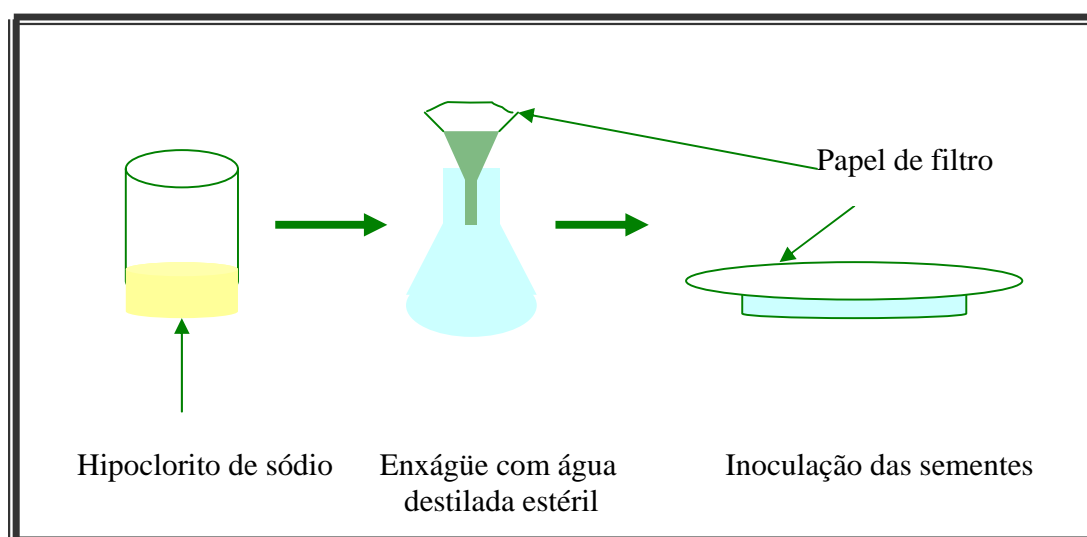 Papel de filtro
Hipoclorito de sódio
Enxágüe com água
destilada estéril
Inoculação das sementes